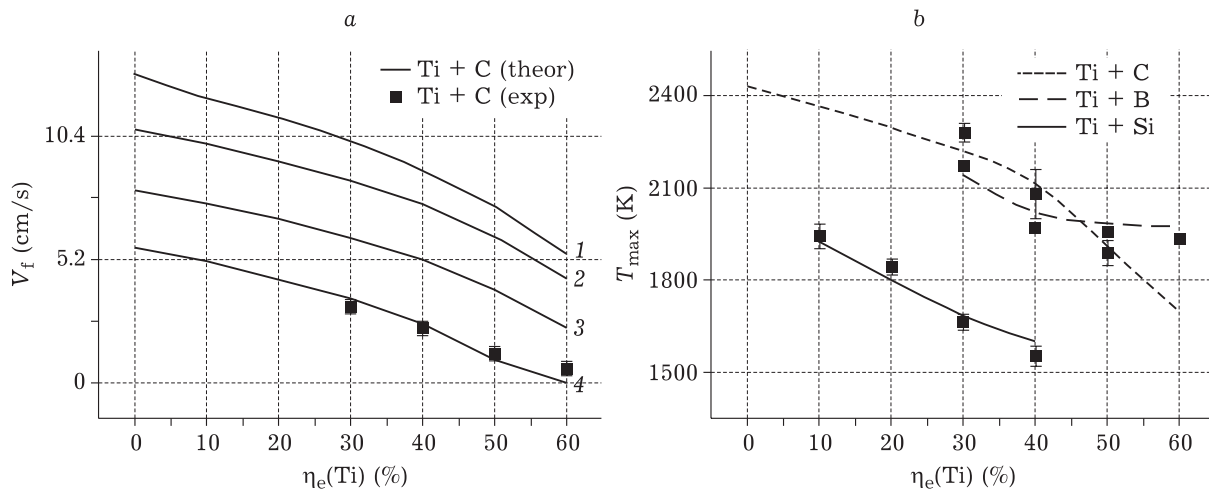 a
Ti + C (theor)
Ti + C (exp)
10.4
5.2
0
V_f (cm/s)
1
2
3
4
0 10 20 30 40 50 60
η_e(Ti) (%)
b
Ti + C
Ti + B
Ti + Si
2400
2100
1800
1500
T_max (K)
0 10 20 30 40 50 60
η_e(Ti) (%)